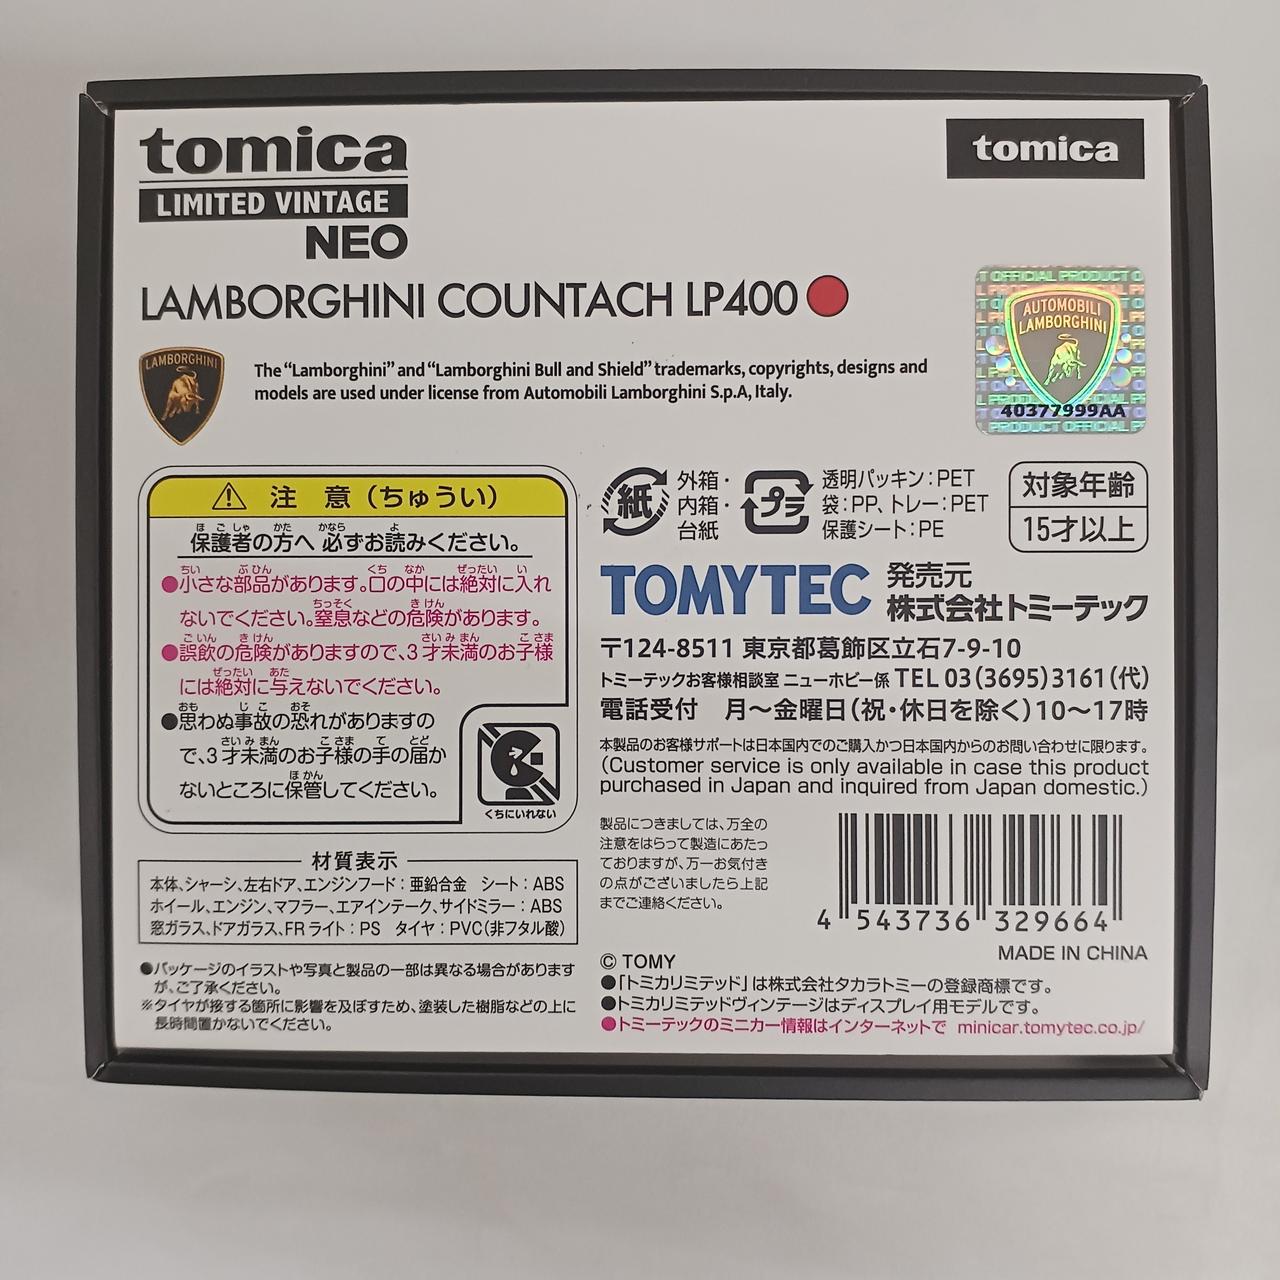 tomica
LIMITED VINTAGE
NEO
tomica
LAMBORGHINI COUNTACH LP400
LAMBORGHINI
The “Lamborghini” and “Lamborghini Bull and Shield” trademarks, copyrights, designs and
models are used under license from Automobili Lamborghini S.p.A, Italy.
OFFICIAL PRODUCT
AUTOMOBILI
LAMBORGHINI
40377999AA
⚠ 注 意（ちゅうい）
保護者の方へ 必ずお読みください。
●小さな部品があります。口の中には絶対に入れ
ないでください。窒息などの危険があります。
●誤飲の危険がありますので、3才未満のお子様
には絶対に与えないでください。
●思わぬ事故の恐れがありますの
で、3才未満のお子様の手の届か
ないところに保管してください。
くちにいれない
材質表示
本体、シャーシ、左右ドア、エンジンフード：亜鉛合金 シート：ABS
ホイール、エンジン、マフラー、エアインテーク、サイドミラー：ABS
窓ガラス、ドアガラス、FRライト：PS タイヤ：PVC（非フタル酸）
●パッケージのイラストや写真と製品の一部は異なる場合があります
が、ご了承ください。
※タイヤが接する箇所に影響を及ぼすため、塗装した樹脂などの上に
長時間置かないでください。
紙
外箱・
内箱・
台紙
プラ
透明パッキン：PET
袋：PP、トレー：PET
保護シート：PE
対象年齢
15才以上
TOMYTEC
発売元
株式会社トミーテック
〒124-8511 東京都葛飾区立石7-9-10
トミーテックお客様相談室 ニューホビー係 TEL 03（3695）3161（代）
電話受付 月～金曜日（祝・休日を除く）10～17時
本製品のお客様サポートは日本国内でのご購入かつ日本国内からのお問い合わせに限ります。
(Customer service is only available in case this product
purchased in Japan and inquired from Japan domestic.)
製品につきましては、万全の
注意をはらって製造にあたっ
ておりますが、万一お気付き
の点がございましたら上記
までご連絡ください。
4 543736 329664
MADE IN CHINA
© TOMY
●「トミカリミテッド」は株式会社タカラトミーの登録商標です。
●トミカリミテッドヴィンテージはディスプレイ用モデルです。
●トミーテックのミニカー情報はインターネットで minicar.tomytec.co.jp/